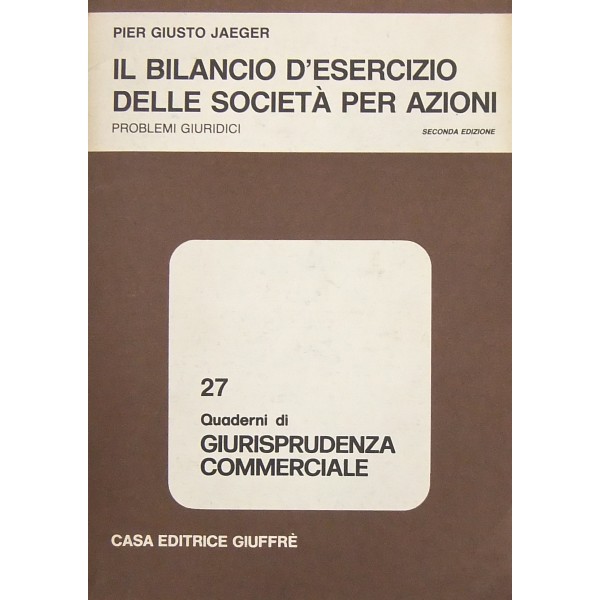 PIER GIUSTO JAEGER
IL BILANCIO D'ESERCIZIO
DELLE SOCIETÀ PER AZIONI
PROBLEMI GIURIDICI
SECONDA EDIZIONE
27
Quaderni di
GIURISPRUDENZA
COMMERCIALE
CASA EDITRICE GIUFFRÈ